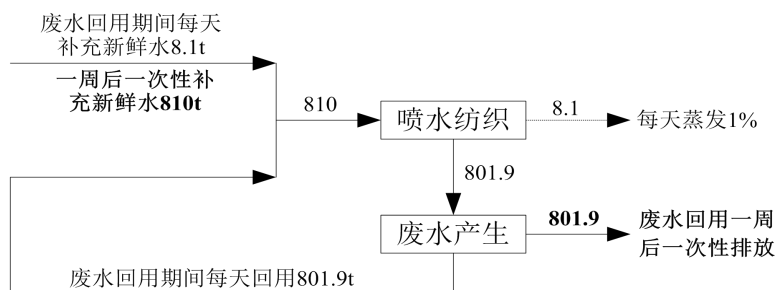 废水回用期间每天
补充新鲜水8.1t
一周后一次性补
充新鲜水810t
810
喷水纺织
8.1
每天蒸发1%
801.9
废水产生
801.9
废水回用一周
后一次性排放
废水回用期间每天回用801.9t